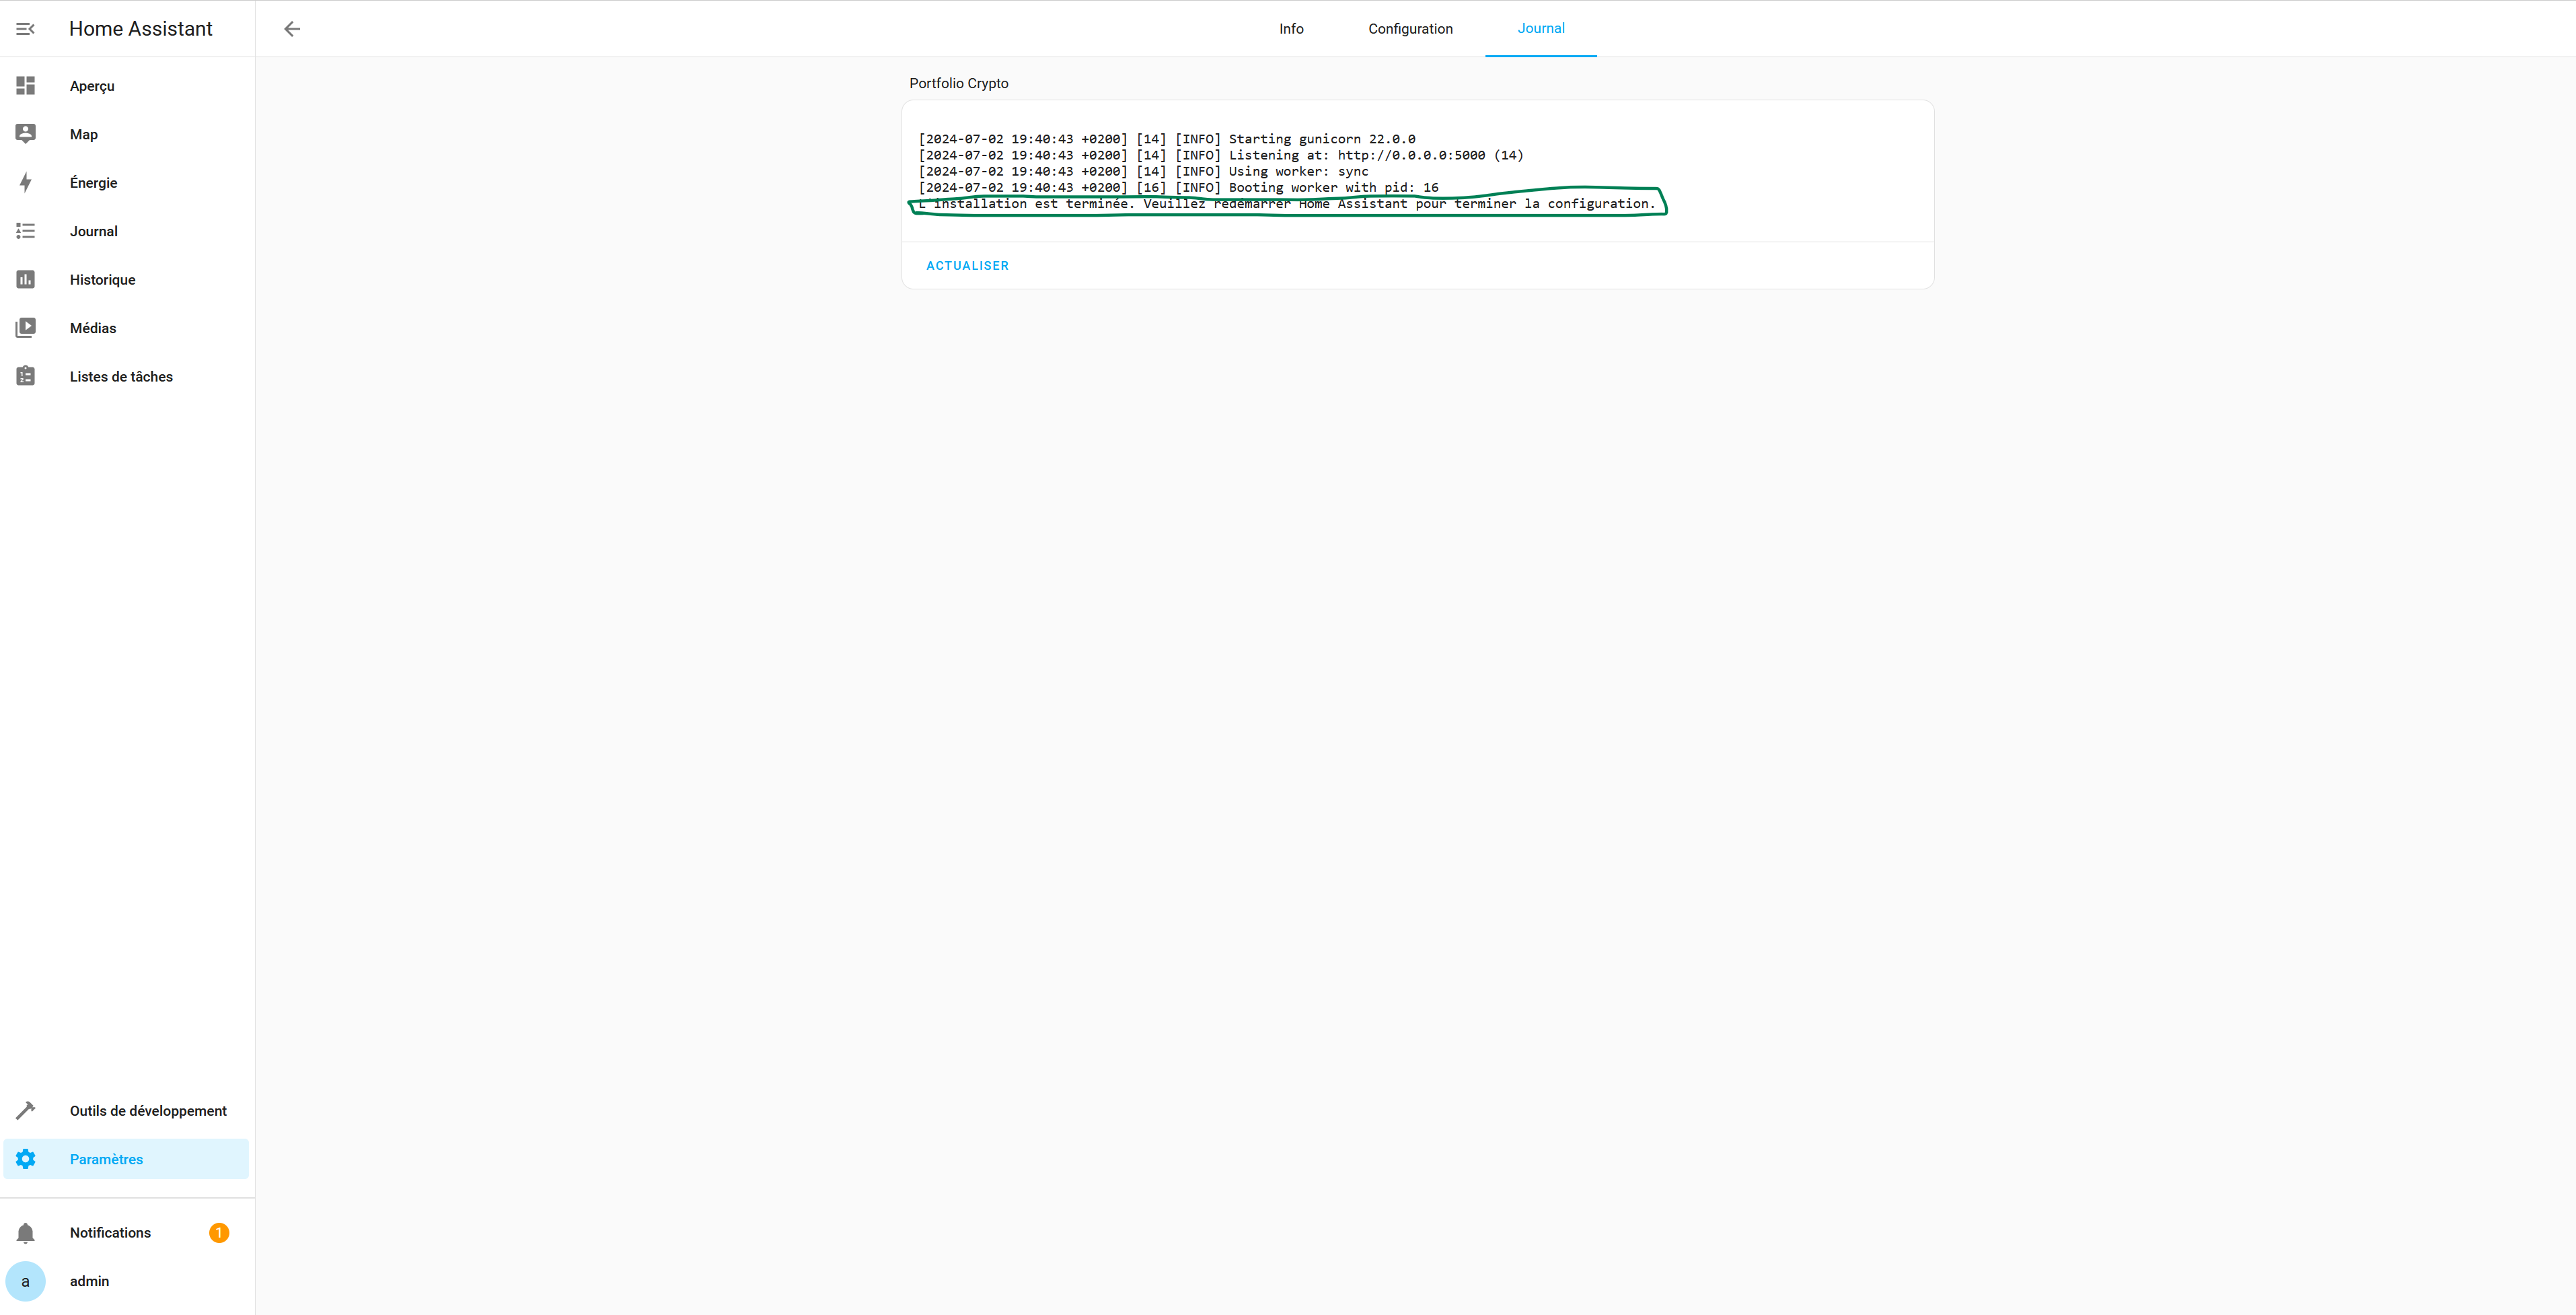 Home Assistant
Info
Configuration
Journal
Aperçu
Map
Énergie
Journal
Historique
Médias
Listes de tâches
Portfolio Crypto
[2024-07-02 19:40:43 +0200] [14] [INFO] Starting gunicorn 22.0.0
[2024-07-02 19:40:43 +0200] [14] [INFO] Listening at: http://0.0.0.0:5000 (14)
[2024-07-02 19:40:43 +0200] [14] [INFO] Using worker: sync
[2024-07-02 19:40:43 +0200] [16] [INFO] Booting worker with pid: 16
L'installation est terminée. Veuillez redémarrer Home Assistant pour terminer la configuration.
ACTUALISER
Outils de développement
Paramètres
Notifications
1
a
admin